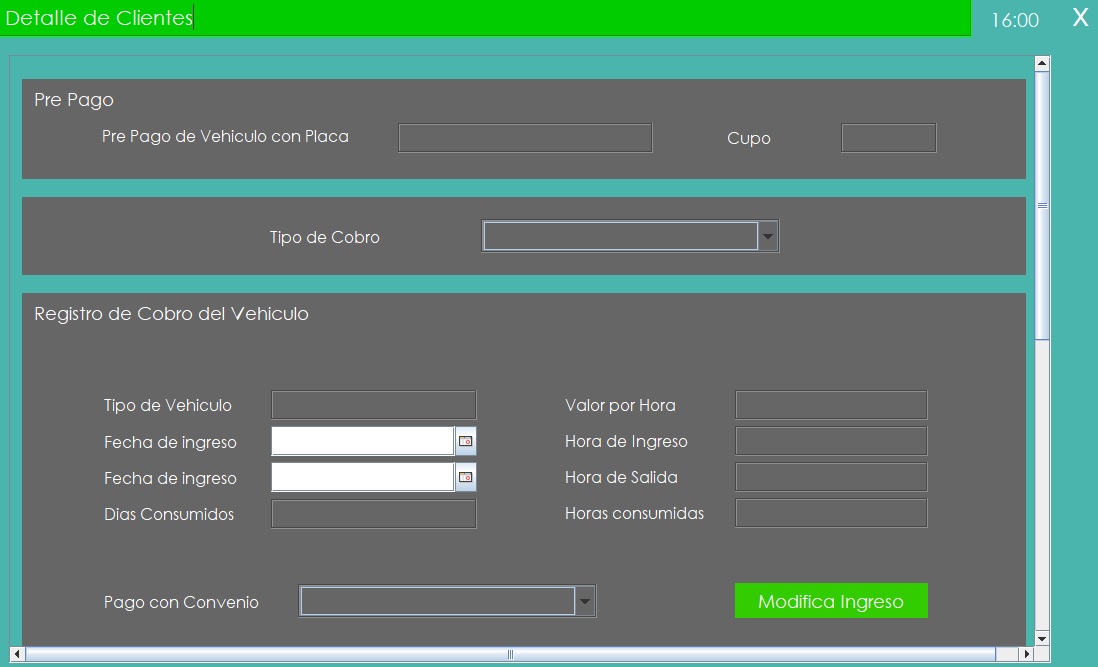 Detalle de Clientes
16:00
X
Pre Pago
Pre Pago de Vehiculo con Placa
Cupo
Tipo de Cobro
Registro de Cobro del Vehiculo
Tipo de Vehiculo
Valor por Hora
Fecha de ingreso
Hora de Ingreso
Fecha de ingreso
Hora de Salida
Dias Consumidos
Horas consumidas
Pago con Convenio
Modifica Ingreso